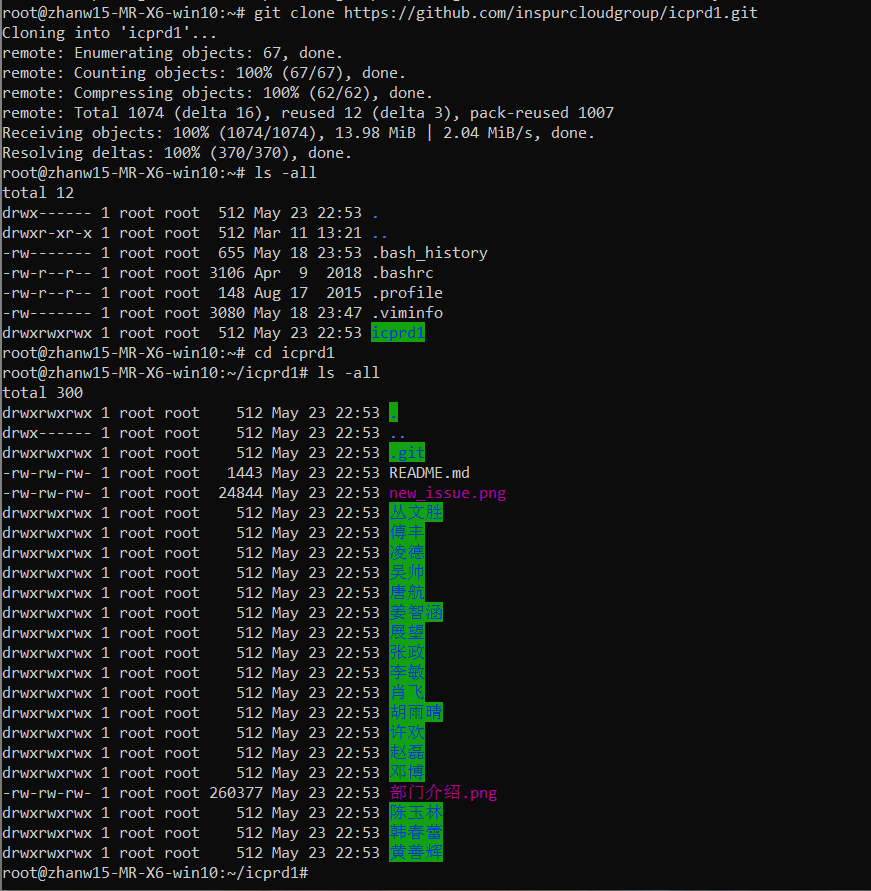 root@zhanw15-MR-X6-win10:~# git clone https://github.com/inspurcloudgroup/icprd1.git
Cloning into 'icprd1'...
remote: Enumerating objects: 67, done.
remote: Counting objects: 100% (67/67), done.
remote: Compressing objects: 100% (62/62), done.
remote: Total 1074 (delta 16), reused 12 (delta 3), pack-reused 1007
Receiving objects: 100% (1074/1074), 13.98 MiB | 2.04 MiB/s, done.
Resolving deltas: 100% (370/370), done.
root@zhanw15-MR-X6-win10:~# ls -all
total 12
drwx------ 1 root root  512 May 23 22:53 .
drwxr-xr-x 1 root root  512 Mar 11 13:21 ..
-rw------- 1 root root  655 May 18 23:53 .bash_history
-rw-r--r-- 1 root root 3106 Apr  9  2018 .bashrc
-rw-r--r-- 1 root root  148 Aug 17  2015 .profile
-rw------- 1 root root 3080 May 18 23:47 .viminfo
drwxrwxrwx 1 root root  512 May 23 22:53 icprd1
root@zhanw15-MR-X6-win10:~# cd icprd1
root@zhanw15-MR-X6-win10:~/icprd1# ls -all
total 300
drwxrwxrwx 1 root root    512 May 23 22:53 .
drwx------ 1 root root    512 May 23 22:53 ..
drwxrwxrwx 1 root root    512 May 23 22:53 .git
-rw-rw-rw- 1 root root   1443 May 23 22:53 README.md
-rw-rw-rw- 1 root root  24844 May 23 22:53 new_issue.png
drwxrwxrwx 1 root root    512 May 23 22:53 丛文胜
drwxrwxrwx 1 root root    512 May 23 22:53 傅丰
drwxrwxrwx 1 root root    512 May 23 22:53 凌德
drwxrwxrwx 1 root root    512 May 23 22:53 吴帅
drwxrwxrwx 1 root root    512 May 23 22:53 唐航
drwxrwxrwx 1 root root    512 May 23 22:53 姜智涵
drwxrwxrwx 1 root root    512 May 23 22:53 展望
drwxrwxrwx 1 root root    512 May 23 22:53 张政
drwxrwxrwx 1 root root    512 May 23 22:53 李敏
drwxrwxrwx 1 root root    512 May 23 22:53 肖飞
drwxrwxrwx 1 root root    512 May 23 22:53 胡雨晴
drwxrwxrwx 1 root root    512 May 23 22:53 许欢
drwxrwxrwx 1 root root    512 May 23 22:53 赵磊
drwxrwxrwx 1 root root    512 May 23 22:53 邓博
-rw-rw-rw- 1 root root 260377 May 23 22:53 部门介绍.png
drwxrwxrwx 1 root root    512 May 23 22:53 陈玉林
drwxrwxrwx 1 root root    512 May 23 22:53 韩春蕾
drwxrwxrwx 1 root root    512 May 23 22:53 黄善辉
root@zhanw15-MR-X6-win10:~/icprd1#